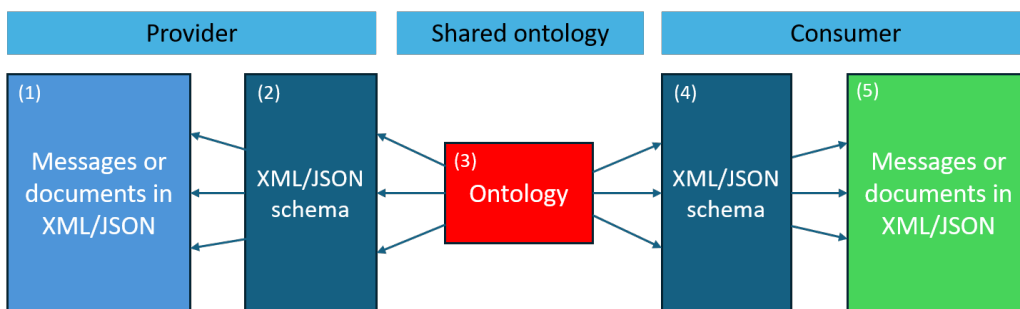 Provider
Shared ontology
Consumer
(1)
Messages or
documents in
XML/JSON
(2)
XML/JSON
schema
(3)
Ontology
(4)
XML/JSON
schema
(5)
Messages or
documents in
XML/JSON